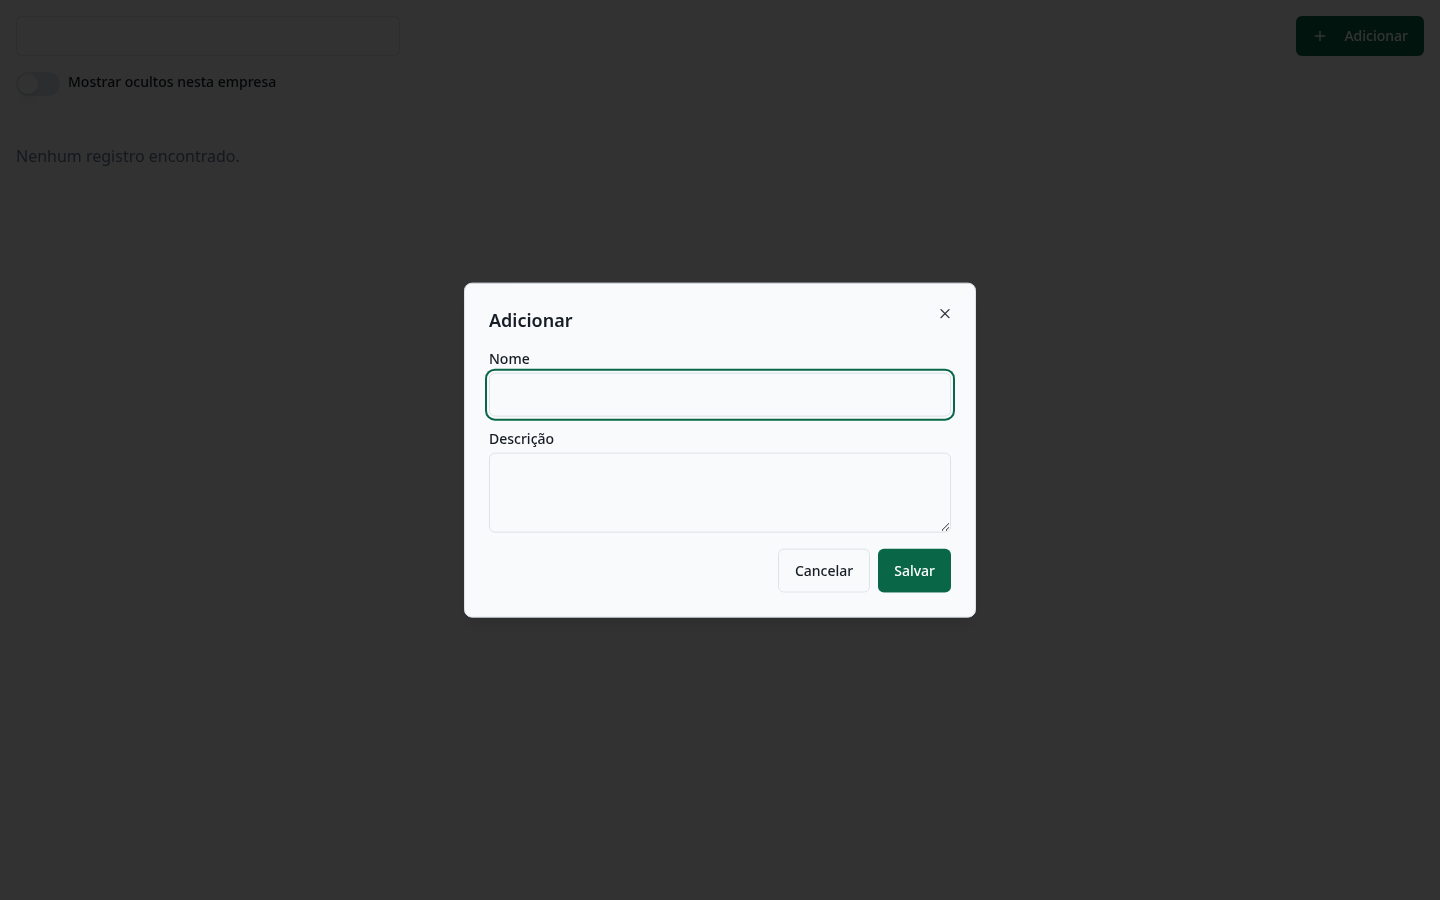 Adicionar
Mostrar ocultos nesta empresa
Nenhum registro encontrado.
Adicionar
Nome
Descrição
Cancelar
Salvar